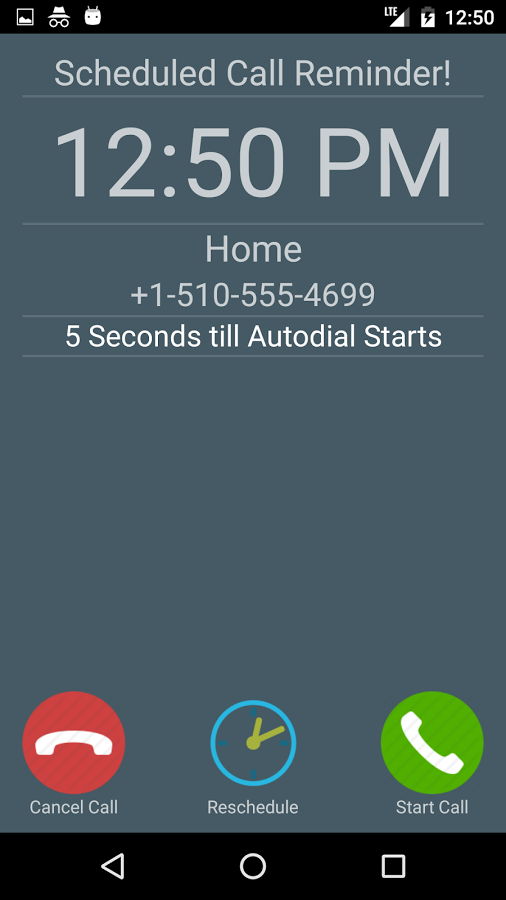 LTE 12:50
Scheduled Call Reminder!
12:50 PM
Home
+1-510-555-4699
5 Seconds till Autodial Starts
Cancel Call Reschedule Start Call